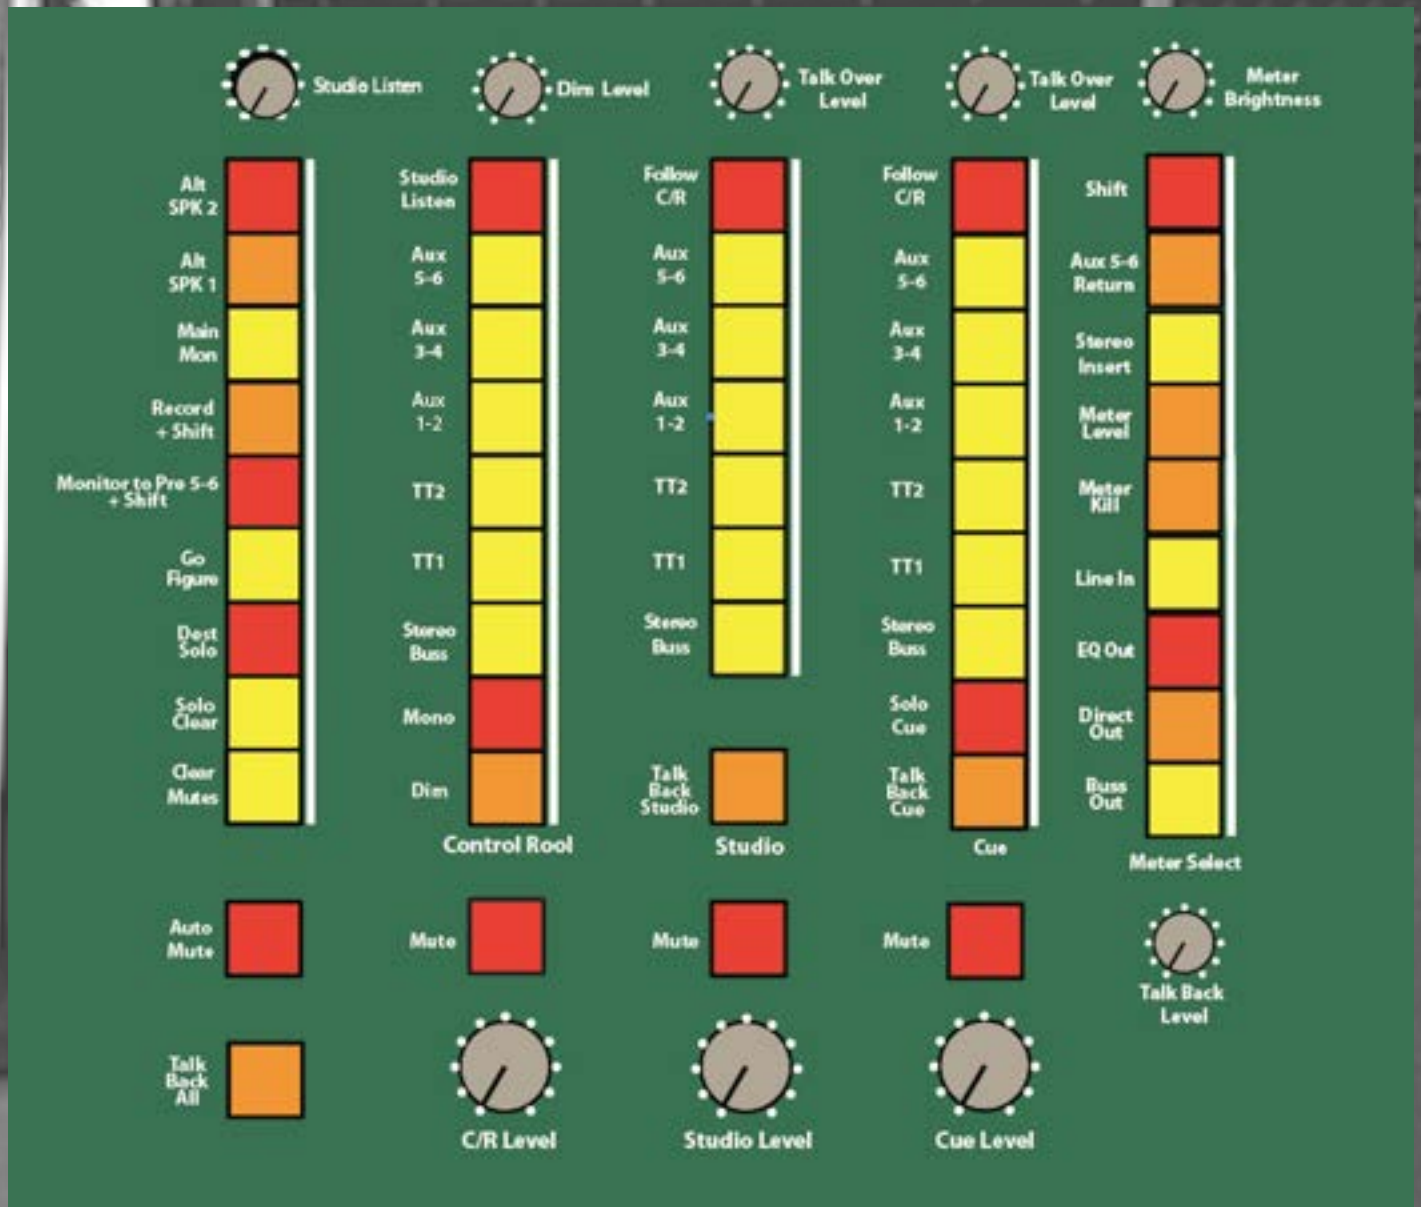 Studio Listen
Dim Level
Talk Over
Level
Talk Over
Level
Meter
Brightness
Alt
SPK 2
Alt
SPK 1
Main
Mon
Record
+ Shift
Monitor to Pre 5-6
+ Shift
Go
Figure
Dest
Solo
Solo
Clear
Clear
Mutes
Auto
Mute
Talk
Back
All
Studio
Listen
Aux
5-6
Aux
3-4
Aux
1-2
TT2
TT1
Stereo
Buss
Mono
Dim
Control Rool
Mute
C/R Level
Follow
C/R
Aux
5-6
Aux
3-4
Aux
1-2
TT2
TT1
Stereo
Buss
Talk
Back
Studio
Studio
Mute
Studio Level
Follow
C/R
Aux
5-6
Aux
3-4
Aux
1-2
TT2
TT1
Stereo
Buss
Solo
Cue
Talk
Back
Cue
Cue
Mute
Cue Level
Shift
Aux 5-6
Return
Stereo
Insert
Meter
Level
Meter
Kill
Line In
EQ Out
Direct
Out
Buss
Out
Meter Select
Talk Back
Level